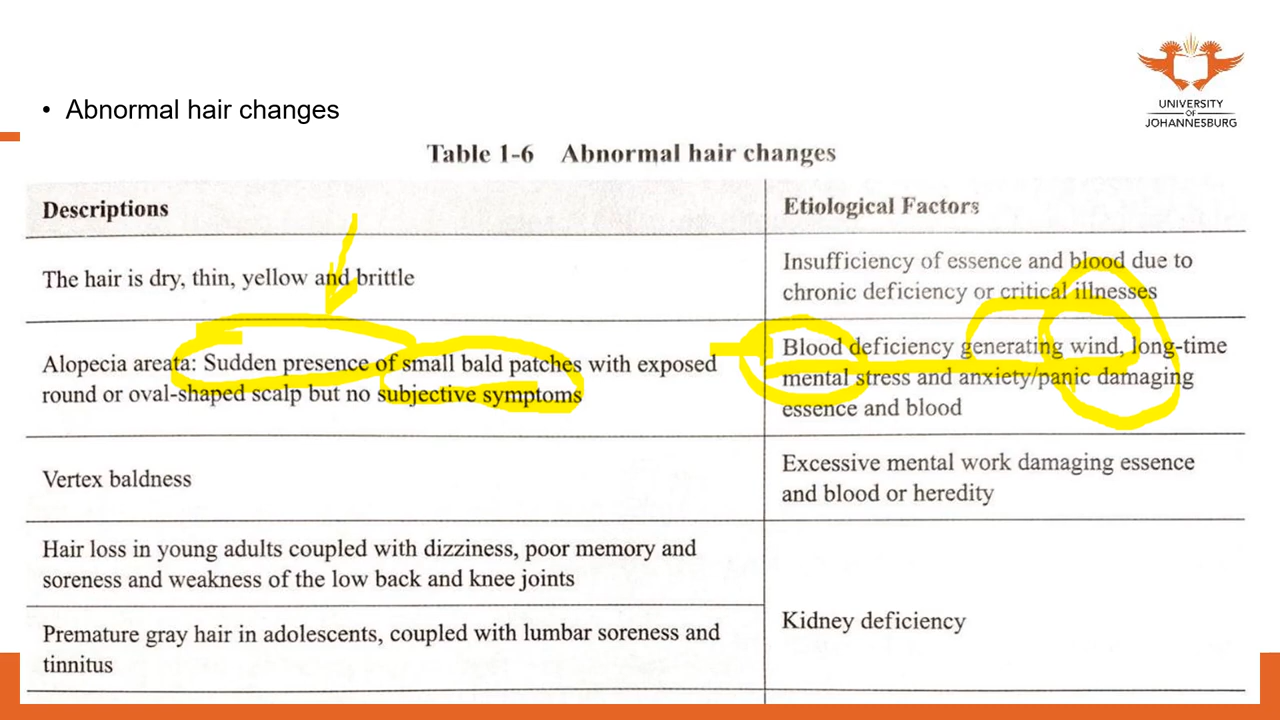 • Abnormal hair changes
UNIVERSITY
OF
JOHANNESBURG
Table 1-6 Abnormal hair changes
Descriptions
Etiological Factors
The hair is dry, thin, yellow and brittle
Insufficiency of essence and blood due to
chronic deficiency or critical illnesses
Alopecia areata: Sudden presence of small bald patches with exposed
round or oval-shaped scalp but no subjective symptoms
Blood deficiency generating wind, long-time
mental stress and anxiety/panic damaging
essence and blood
Vertex baldness
Excessive mental work damaging essence
and blood or heredity
Hair loss in young adults coupled with dizziness, poor memory and
soreness and weakness of the low back and knee joints
Premature gray hair in adolescents, coupled with lumbar soreness and
tinnitus
Kidney deficiency